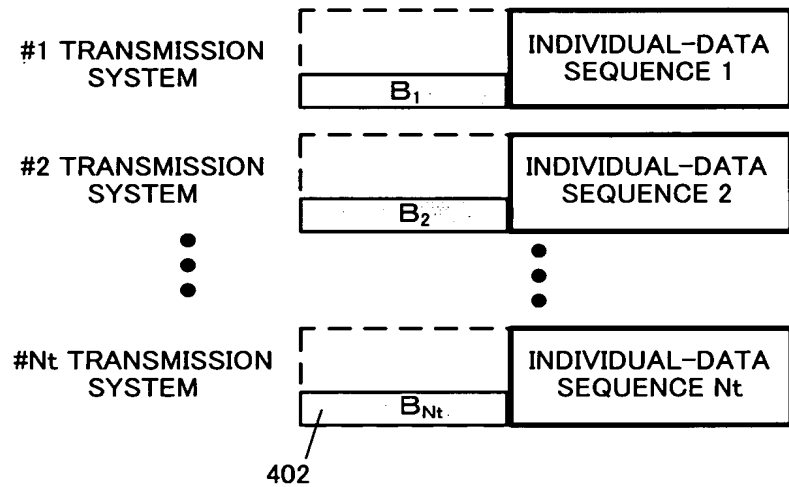 #1 TRANSMISSION
SYSTEM
B₁
INDIVIDUAL-DATA
SEQUENCE 1
#2 TRANSMISSION
SYSTEM
B₂
INDIVIDUAL-DATA
SEQUENCE 2
#Nt TRANSMISSION
SYSTEM
B_Nt
INDIVIDUAL-DATA
SEQUENCE Nt
402